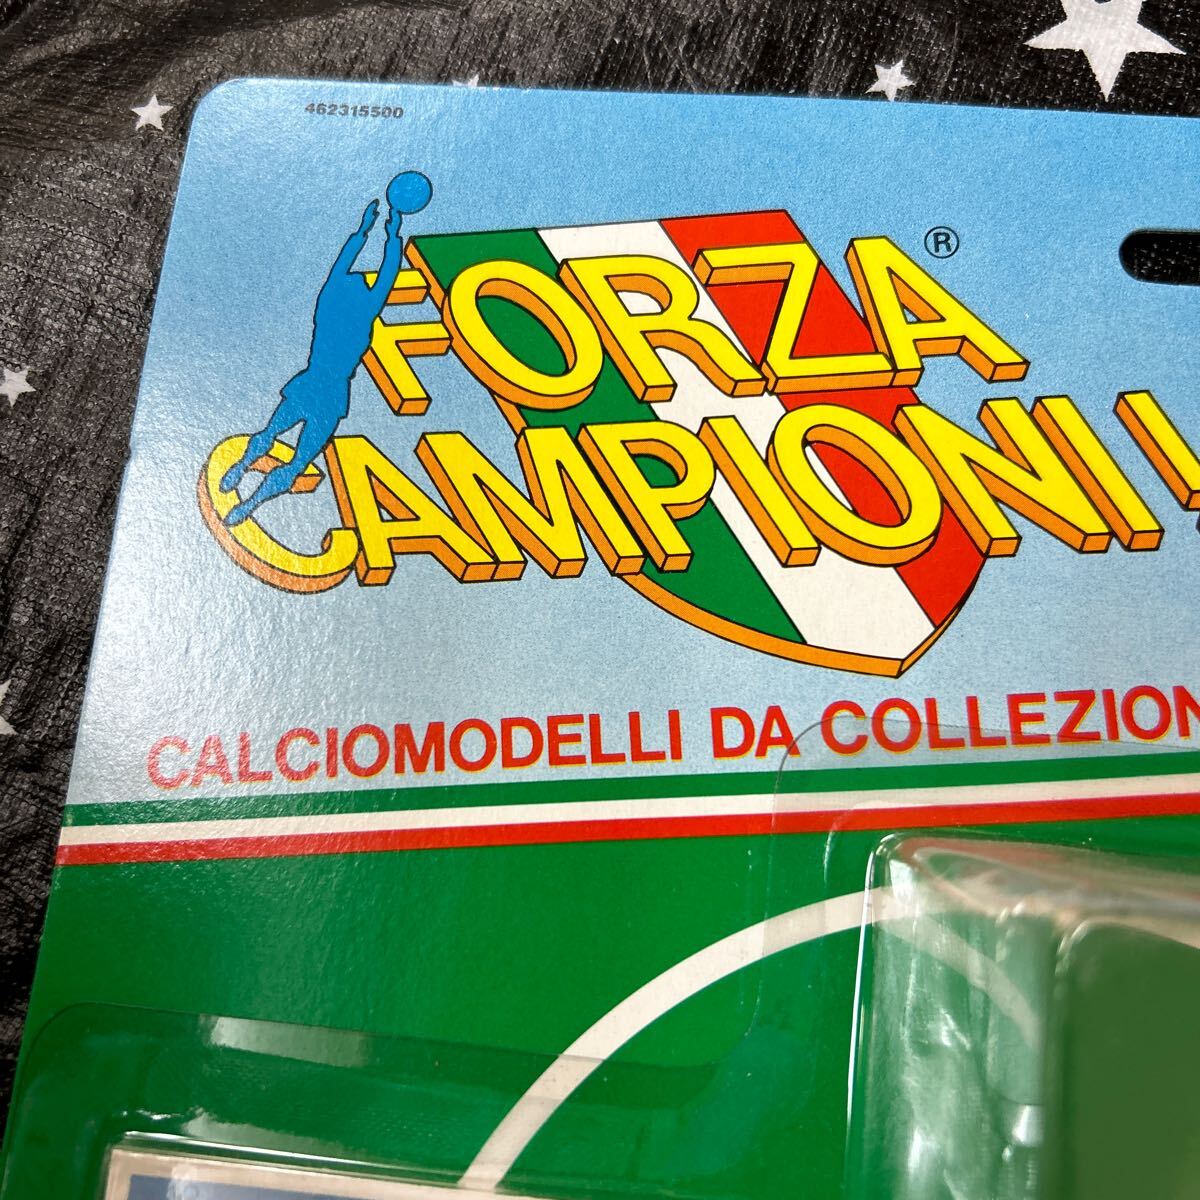 462315500
FORZA ®
CAMPIONI!
CALCIOMODELLI DA COLLEZION